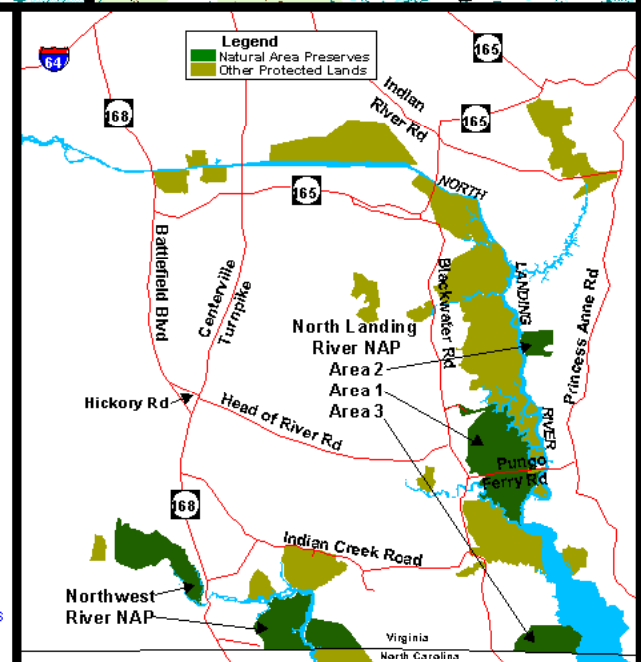 Legend
Natural Area Preserves
Other Protected Lands
64
165
168
Indian
River Rd
165
NORTH
165
LANDING
RIVER
Battlefield Blvd
Centerville
Turnpike
Blackwater Rd
Princess Anne Rd
North Landing
River NAP
Area 2
Area 1
Area 3
Hickory Rd
Head of River Rd
Pungo
Ferry Rd
168
Indian Creek Road
Northwest
River NAP
Virginia
North Carolina
s